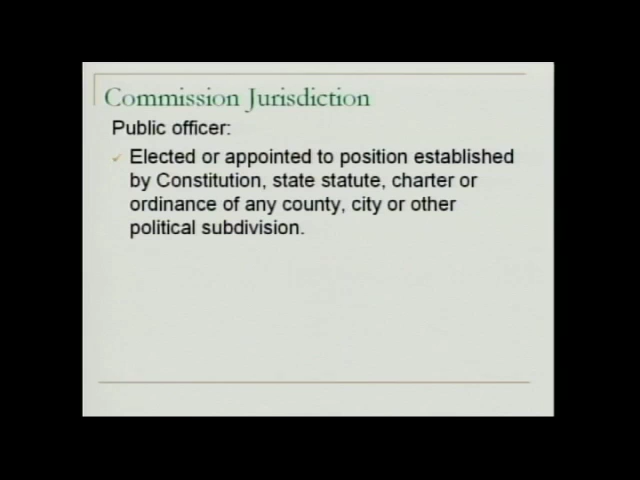 Commission Jurisdiction
Public officer:
Elected or appointed to position established
by Constitution, state statute, charter or
ordinance of any county, city or other
political subdivision.